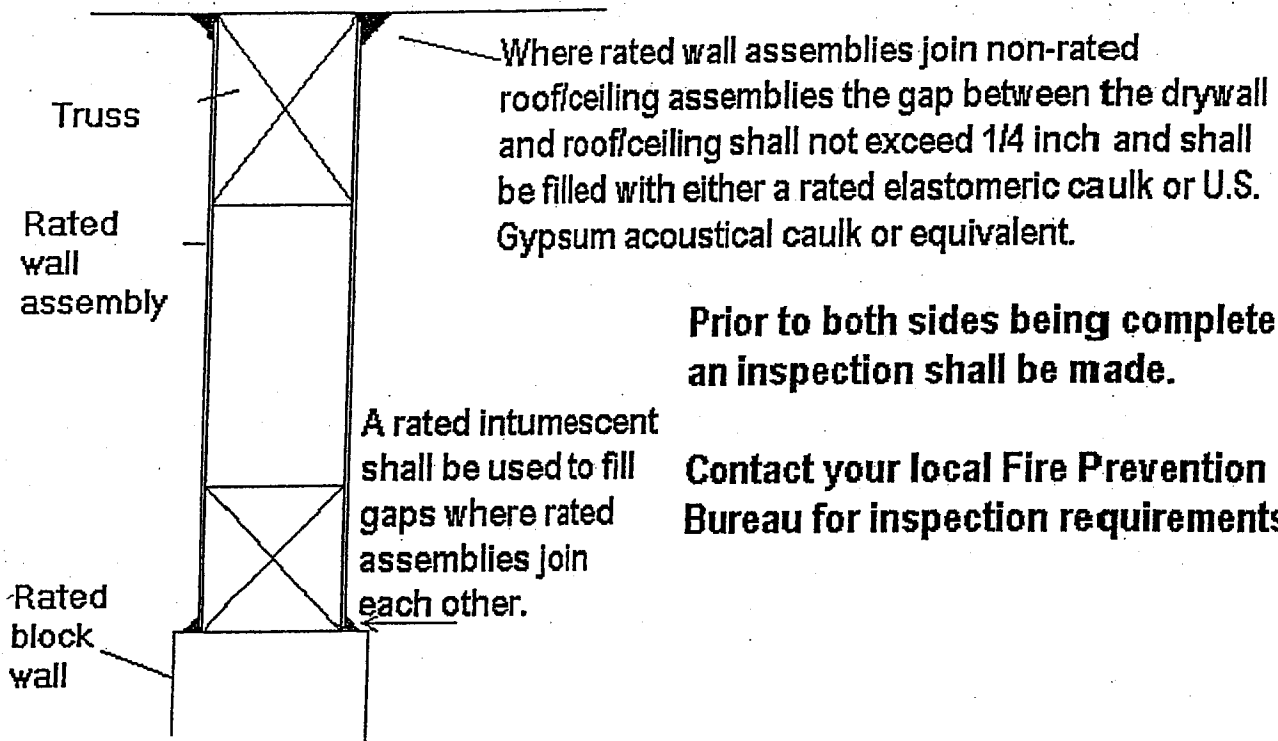 Where rated wall assemblies join non-rated
roof/ceiling assemblies the gap between the drywall
and roof/ceiling shall not exceed 1/4 inch and shall
be filled with either a rated elastomeric caulk or U.S.
Gypsum acoustical caulk or equivalent.
Truss
Rated
wall
assembly
Prior to both sides being complete
an inspection shall be made.
A rated intumescent
shall be used to fill
gaps where rated
assemblies join
each other.
Contact your local Fire Prevention
Bureau for inspection requirements
Rated
block
wall